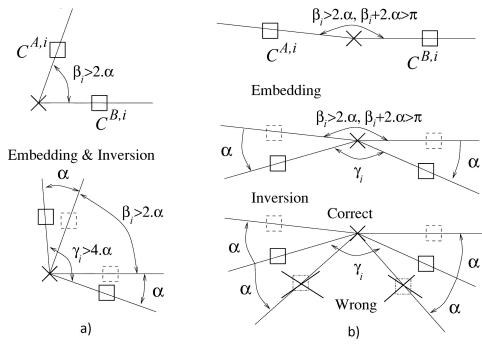 C^{A,i}
β_i>2.α
C^{B,i}
Embedding & Inversion
α
β_i>2.α
γ_i>4.α
α
a)
β_i>2.α, β_i+2.α>π
C^{A,i}
C^{B,i}
Embedding
β_i>2.α, β_i+2.α>π
α
α
γ_i
Inversion
Correct
α
α
γ_i
α
α
Wrong
b)